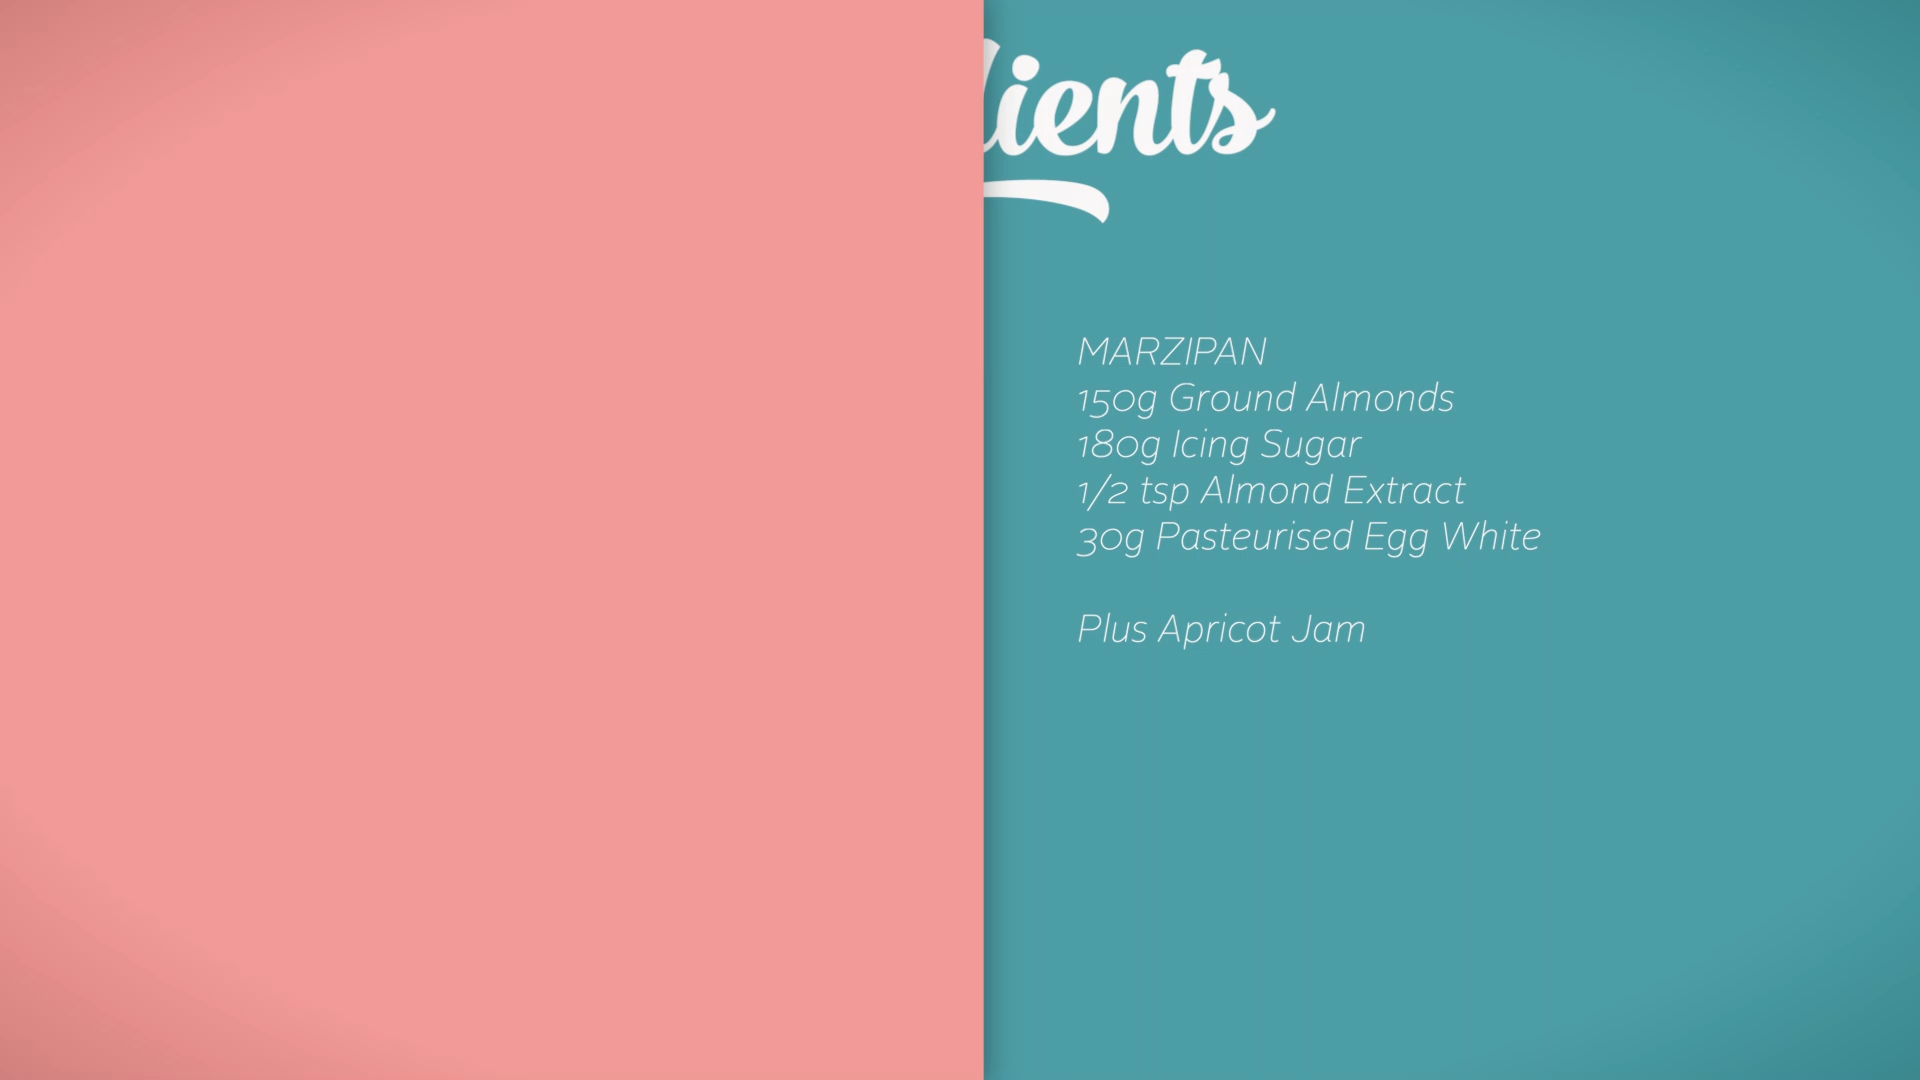 dients
MARZIPAN
150g Ground Almonds
180g Icing Sugar
1/2 tsp Almond Extract
30g Pasteurised Egg White
Plus Apricot Jam